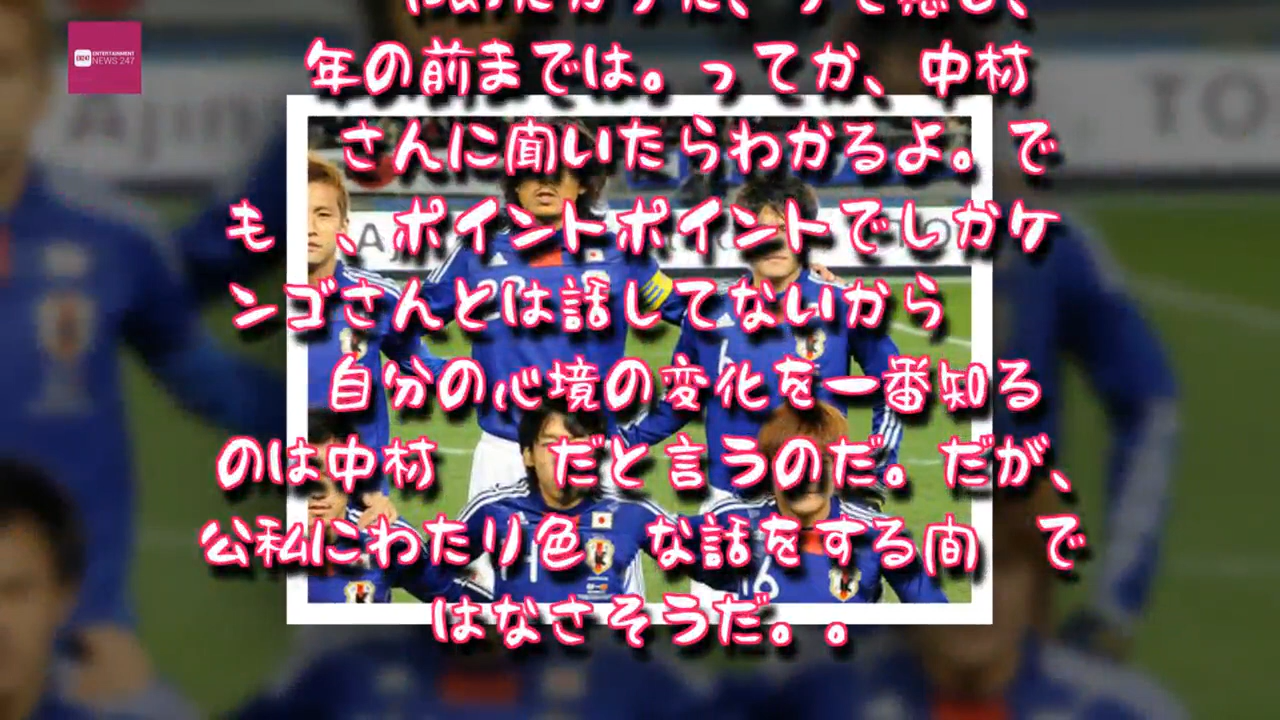 ENTERTAINMENT
NEWS 247
年の前までは。ってか、中村
さんに聞いたらわかるよ。で
も 、ポイントポイントでしかケ
ンゴさんとは話してないから
自分の心境の変化を一番知る
のは中村 だと言うのだ。だが、
公私にわたり色 な話をする間 で
はなさそうだ。。